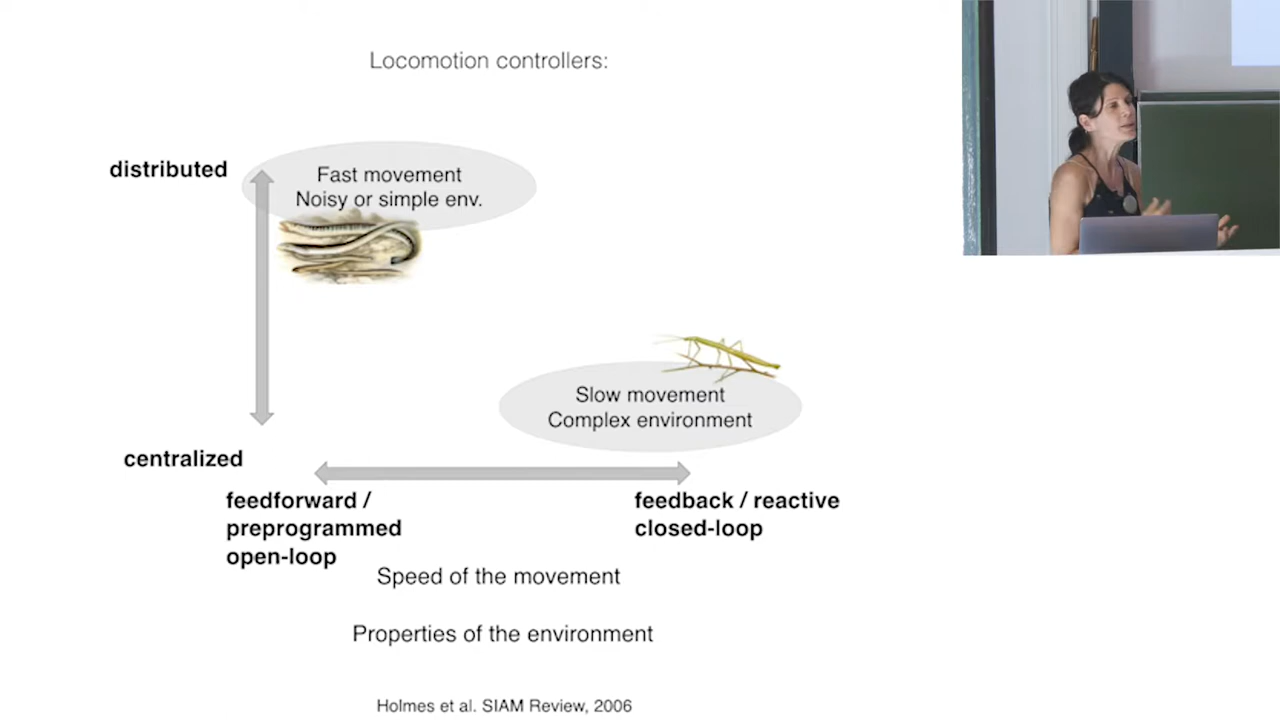 Locomotion controllers:
distributed
Fast movement
Noisy or simple env.
Slow movement
Complex environment
centralized
feedforward /
preprogrammed
open-loop
feedback / reactive
closed-loop
Speed of the movement
Properties of the environment
Holmes et al. SIAM Review, 2006